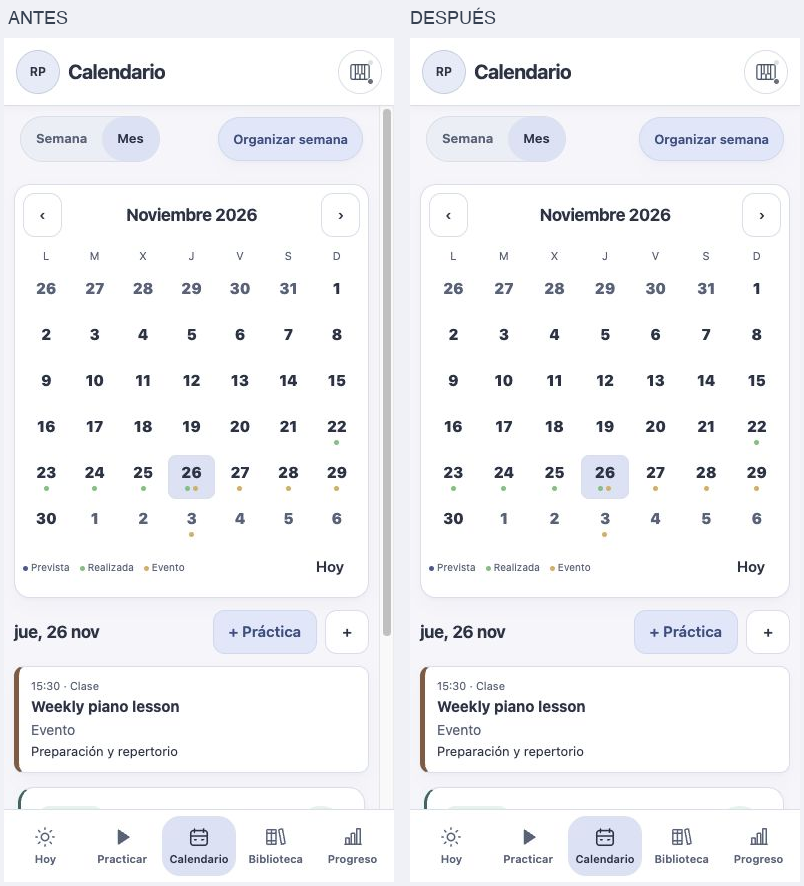 ANTES
RP Calendario
Semana Mes Organizar semana
‹ Noviembre 2026 ›
L M X J V S D
26 27 28 29 30 31 1
2 3 4 5 6 7 8
9 10 11 12 13 14 15
16 17 18 19 20 21 22
23 24 25 26 27 28 29
30 1 2 3 4 5 6
Prevista Realizada Evento Hoy
jue, 26 nov + Práctica +
15:30 · Clase
Weekly piano lesson
Evento
Preparación y repertorio
Hoy Practicar Calendario Biblioteca Progreso
DESPUÉS
RP Calendario
Semana Mes Organizar semana
‹ Noviembre 2026 ›
L M X J V S D
26 27 28 29 30 31 1
2 3 4 5 6 7 8
9 10 11 12 13 14 15
16 17 18 19 20 21 22
23 24 25 26 27 28 29
30 1 2 3 4 5 6
Prevista Realizada Evento Hoy
jue, 26 nov + Práctica +
15:30 · Clase
Weekly piano lesson
Evento
Preparación y repertorio
Hoy Practicar Calendario Biblioteca Progreso